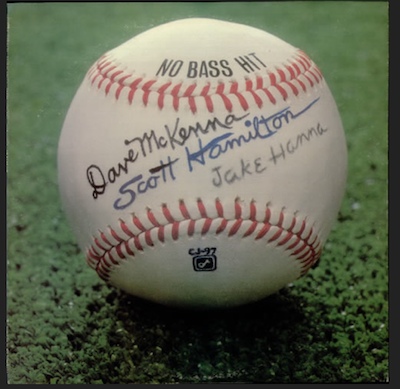 NO BASS HIT
Dave McKenna
Scott Hamilton
Jake Hanna
CJ-97